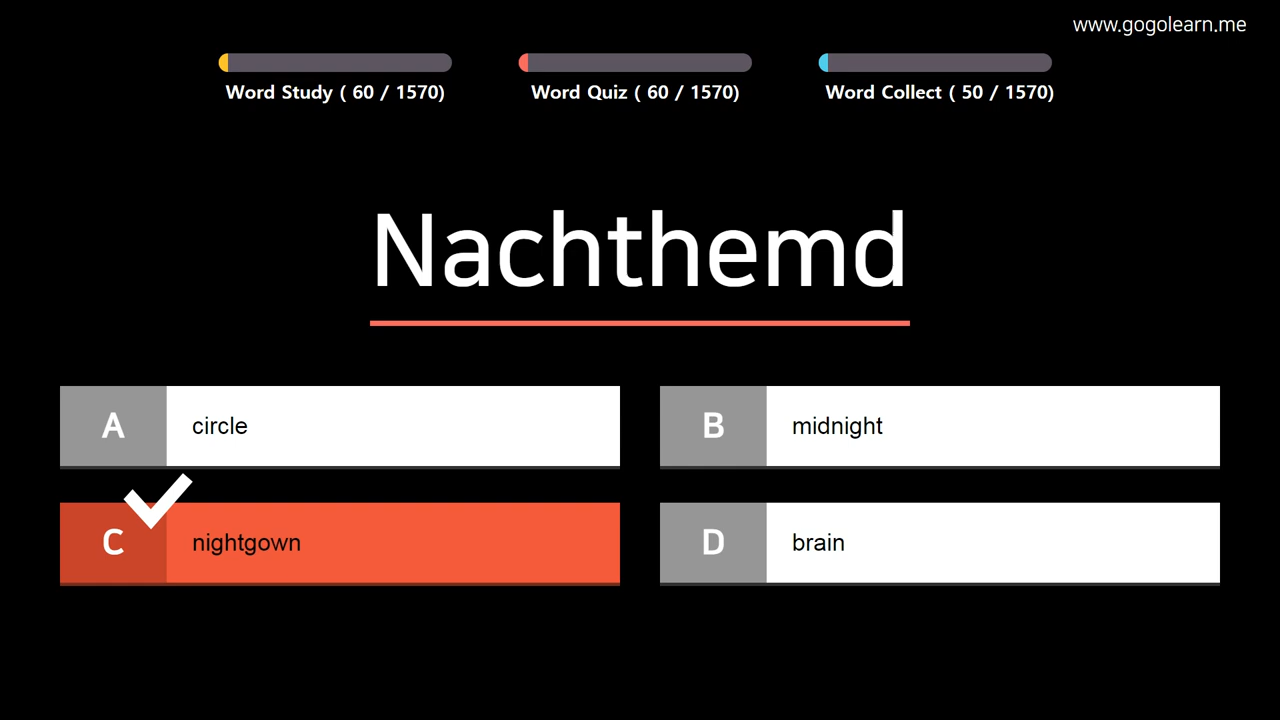 www.gogolearn.me
Word Study ( 60 / 1570)
Word Quiz ( 60 / 1570)
Word Collect ( 50 / 1570)
Nachthemd
A circle
B midnight
C nightgown
D brain